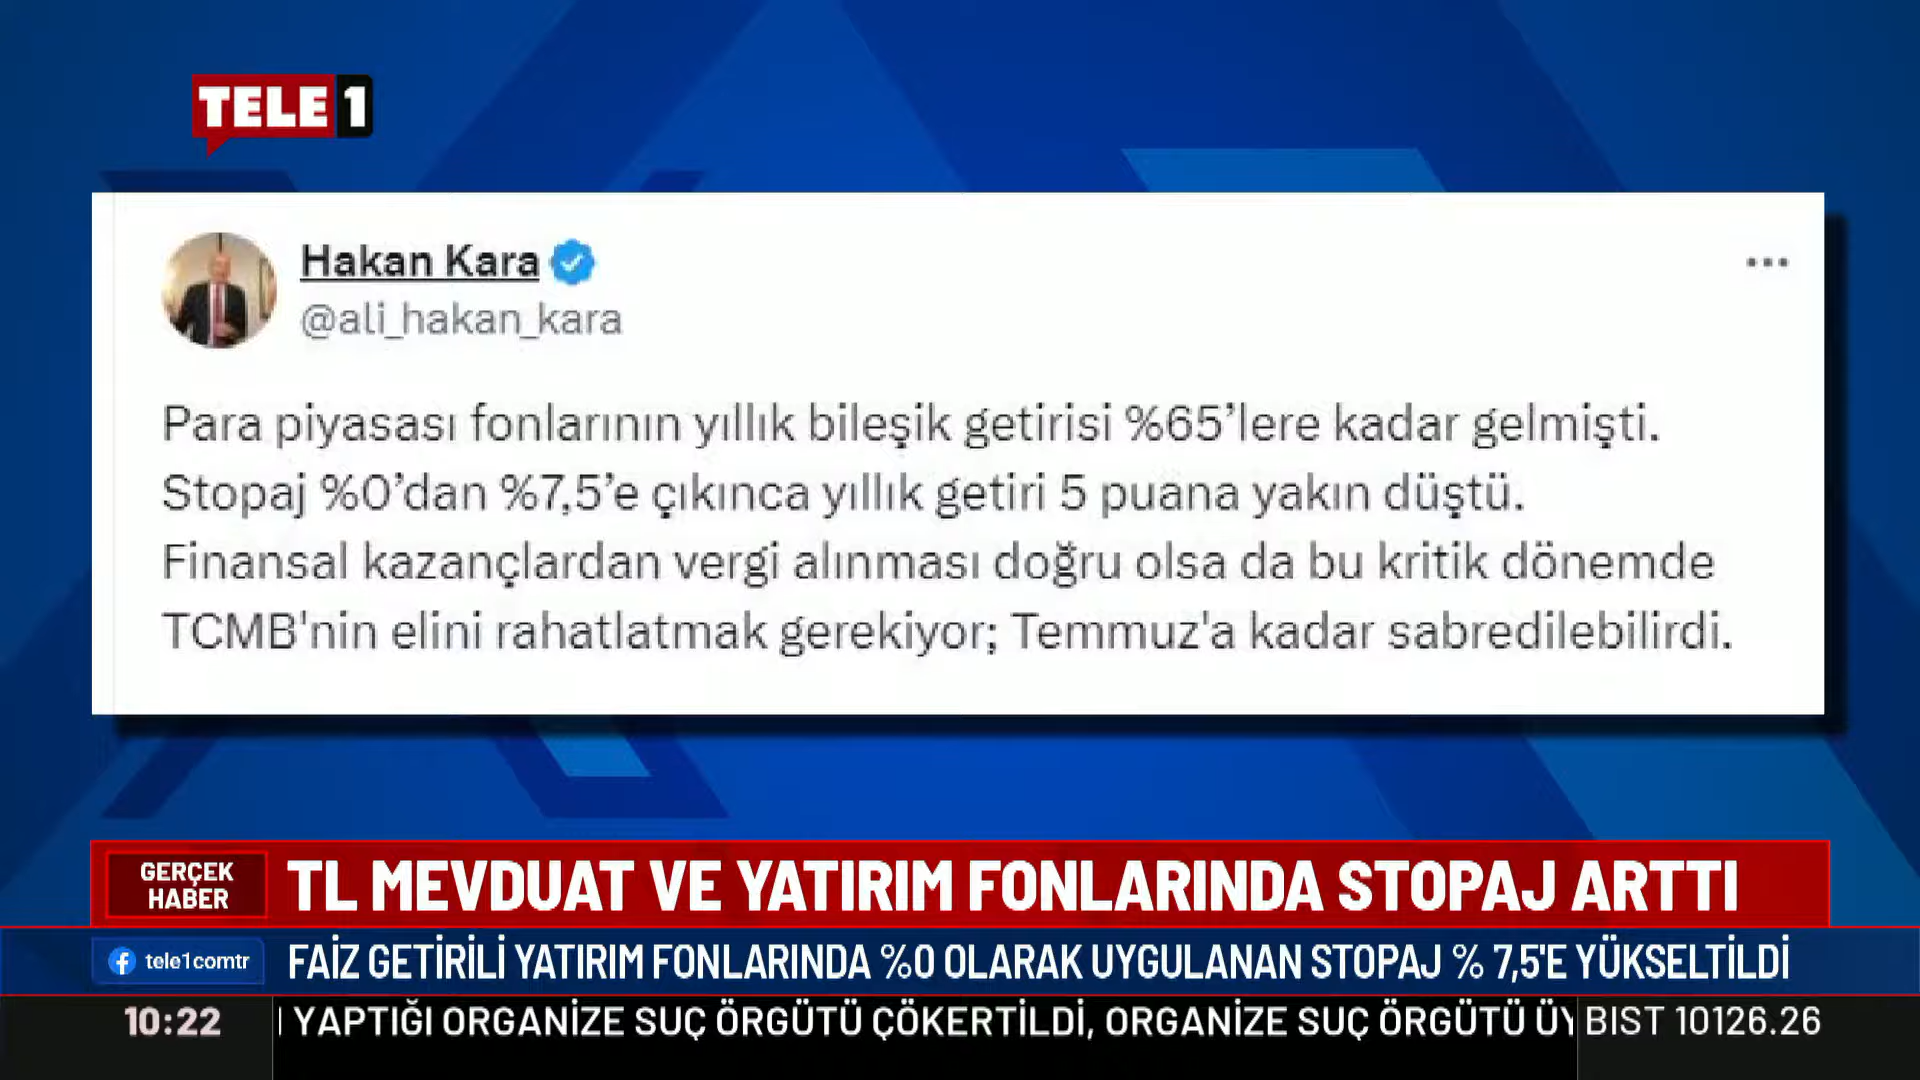 TELE1
Hakan Kara
@ali_hakan_kara
Para piyasası fonlarının yıllık bileşik getirisi %65’lere kadar gelmişti.
Stopaj %0’dan %7,5’e çıkınca yıllık getiri 5 puana yakın düştü.
Finansal kazançlardan vergi alınması doğru olsa da bu kritik dönemde
TCMB'nin elini rahatlatmak gerekiyor; Temmuz'a kadar sabredilebilirdi.
GERÇEK
HABER
TL MEVDUAT VE YATIRIM FONLARINDA STOPAJ ARTTI
tele1comtr
FAİZ GETİRİLİ YATIRIM FONLARINDA %0 OLARAK UYGULANAN STOPAJ % 7,5'E YÜKSELTİLDİ
10:22
YAPTIĞI ORGANİZE SUÇ ÖRGÜTÜ ÇÖKERTİLDİ, ORGANİZE SUÇ ÖRGÜTÜ ÜY
BIST 10126.26